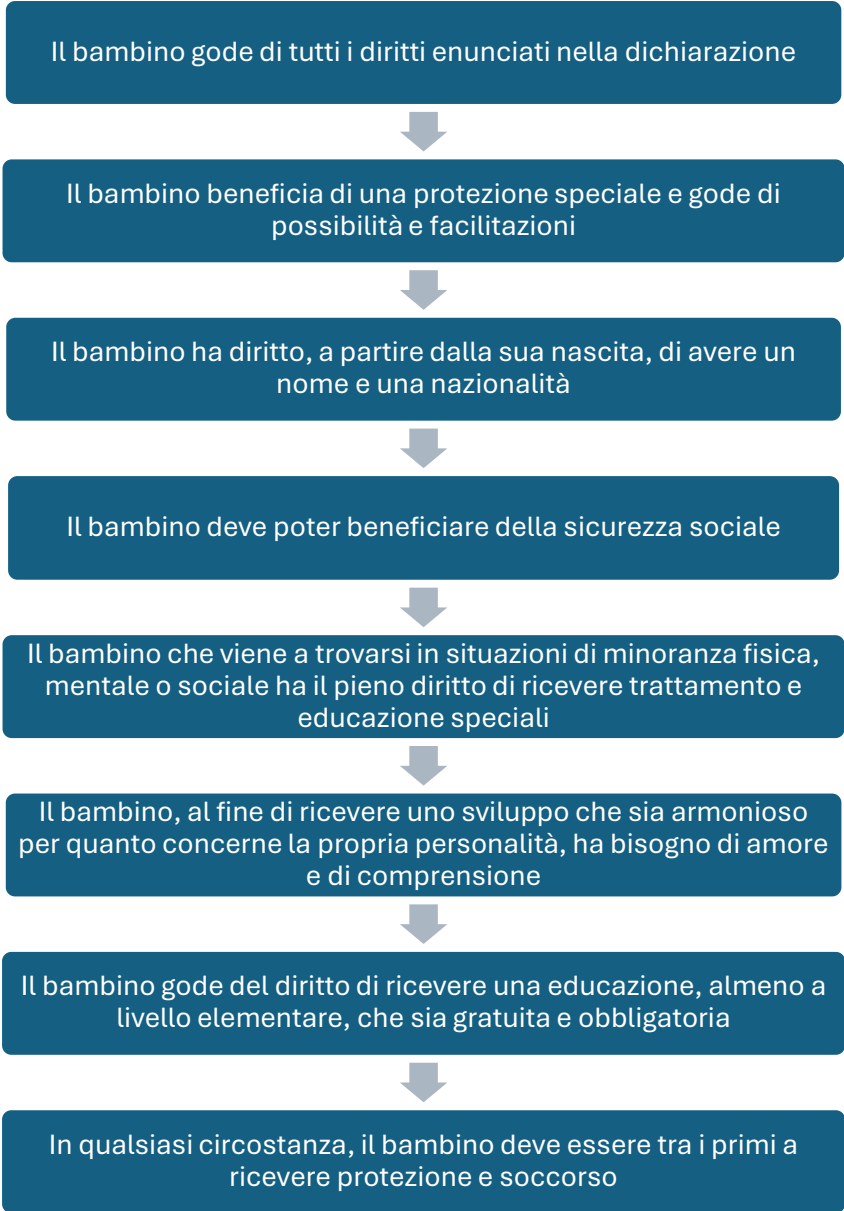 Il bambino gode di tutti i diritti enunciati nella dichiarazione
Il bambino beneficia di una protezione speciale e gode di
possibilità e facilitazioni
Il bambino ha diritto, a partire dalla sua nascita, di avere un
nome e una nazionalità
Il bambino deve poter beneficiare della sicurezza sociale
Il bambino che viene a trovarsi in situazioni di minoranza fisica,
mentale o sociale ha il pieno diritto di ricevere trattamento e
educazione speciali
Il bambino, al fine di ricevere uno sviluppo che sia armonioso
per quanto concerne la propria personalità, ha bisogno di amore
e di comprensione
Il bambino gode del diritto di ricevere una educazione, almeno a
livello elementare, che sia gratuita e obbligatoria
In qualsiasi circostanza, il bambino deve essere tra i primi a
ricevere protezione e soccorso